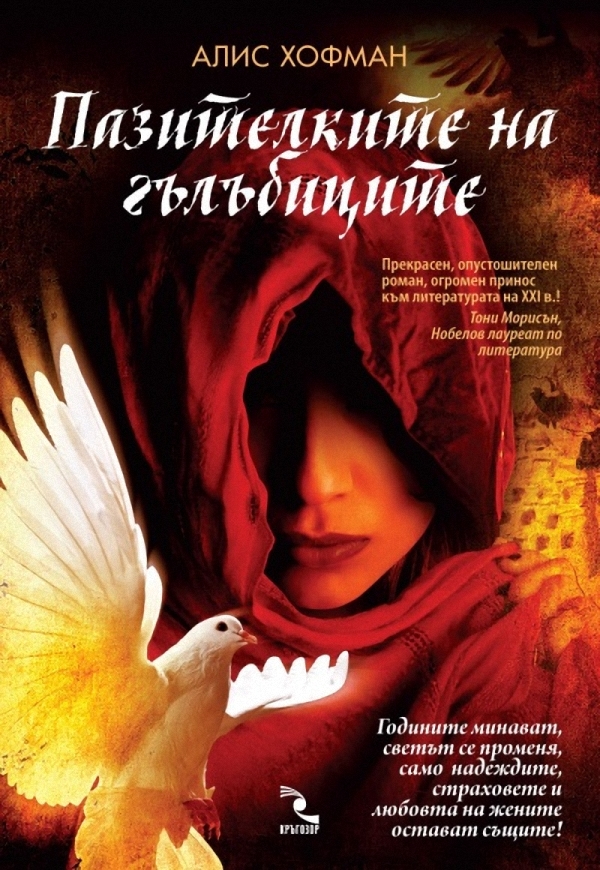 АЛИС ХОФМАН
Пазителките на
гълъбиците
Прекрасен, опустошителен
роман, огромен принос
към литературата на XXI в.!
Тони Морисън,
Нобелов лауреат по
литература
Годините минават,
светът се променя,
само надеждите,
страховете и
любовта на жените
остават същите!
КРЪГОЗОР